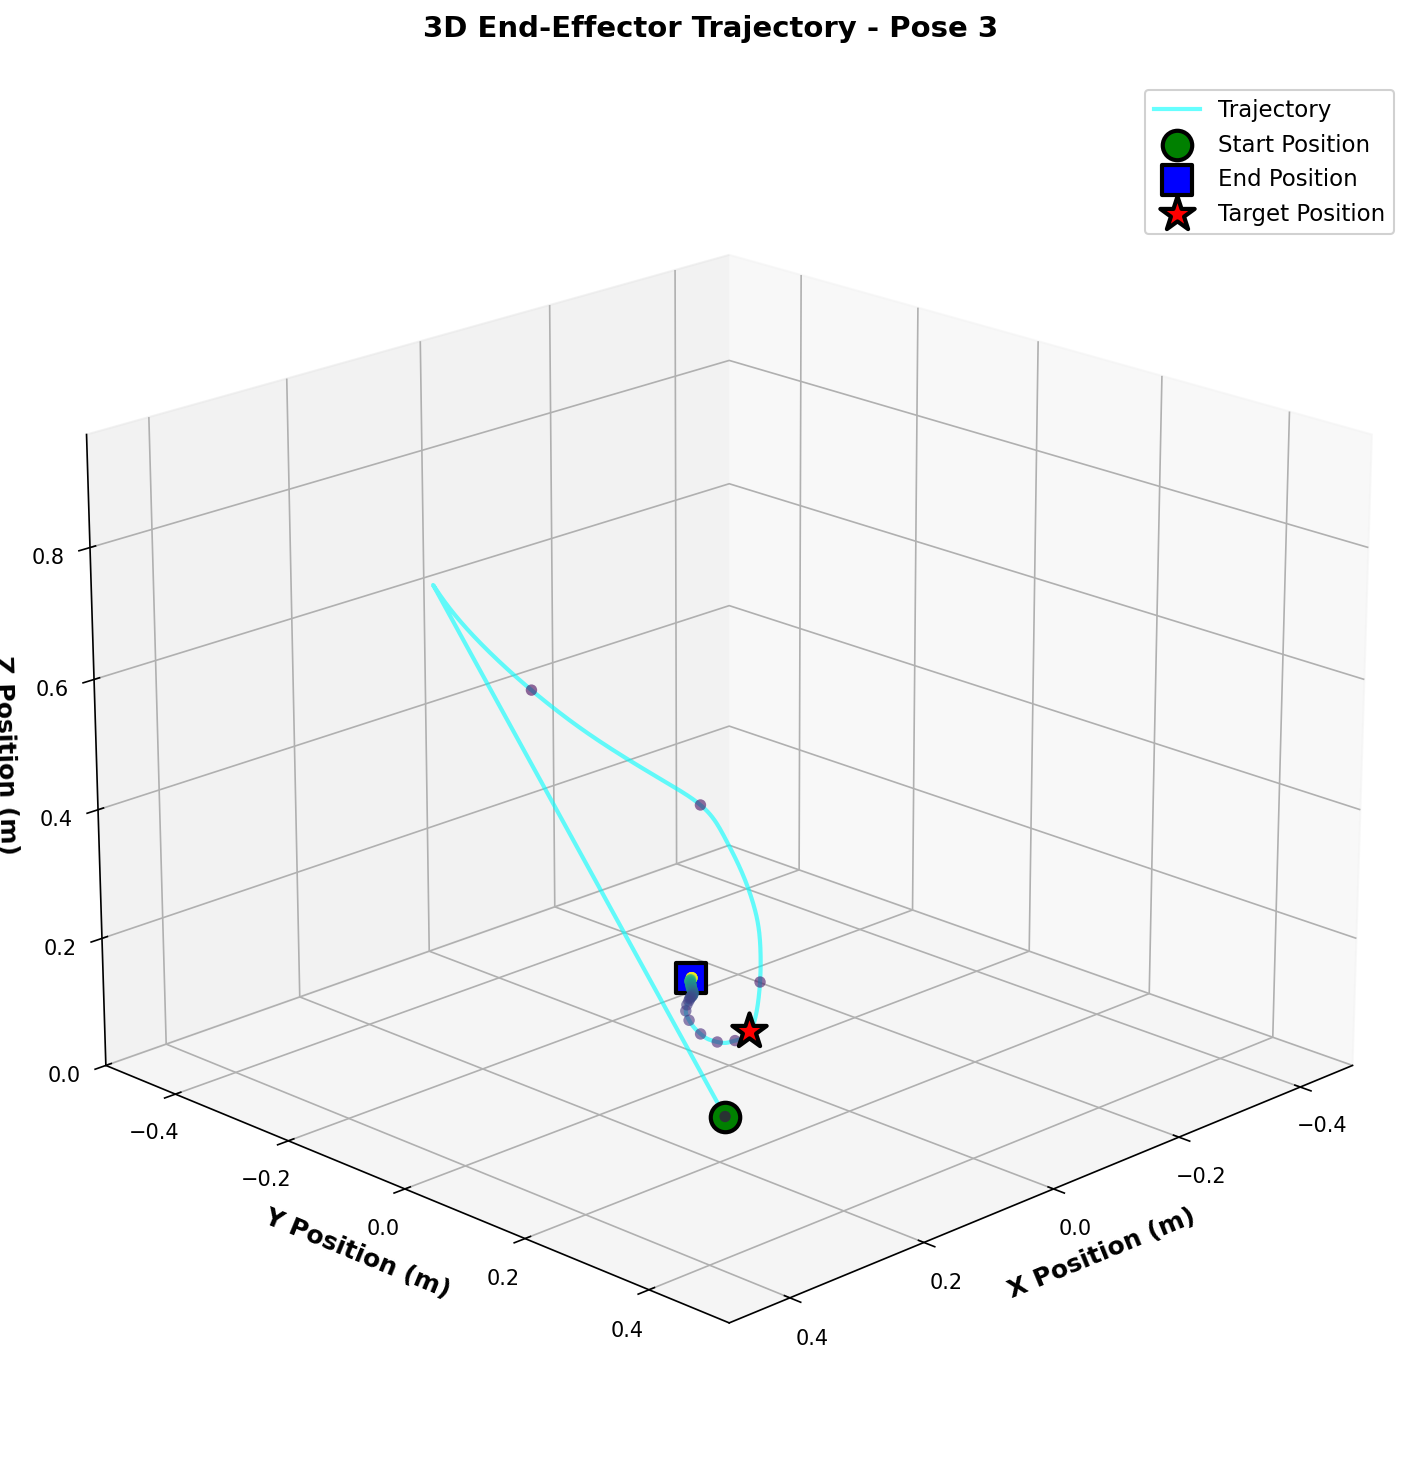 3D End-Effector Trajectory - Pose 3
Trajectory
Start Position
End Position
Target Position
0.8
0.6
0.4
0.2
0.0
Z Position (m)
−0.4
−0.2
0.0
0.2
0.4
Y Position (m)
−0.4
−0.2
0.0
0.2
0.4
X Position (m)